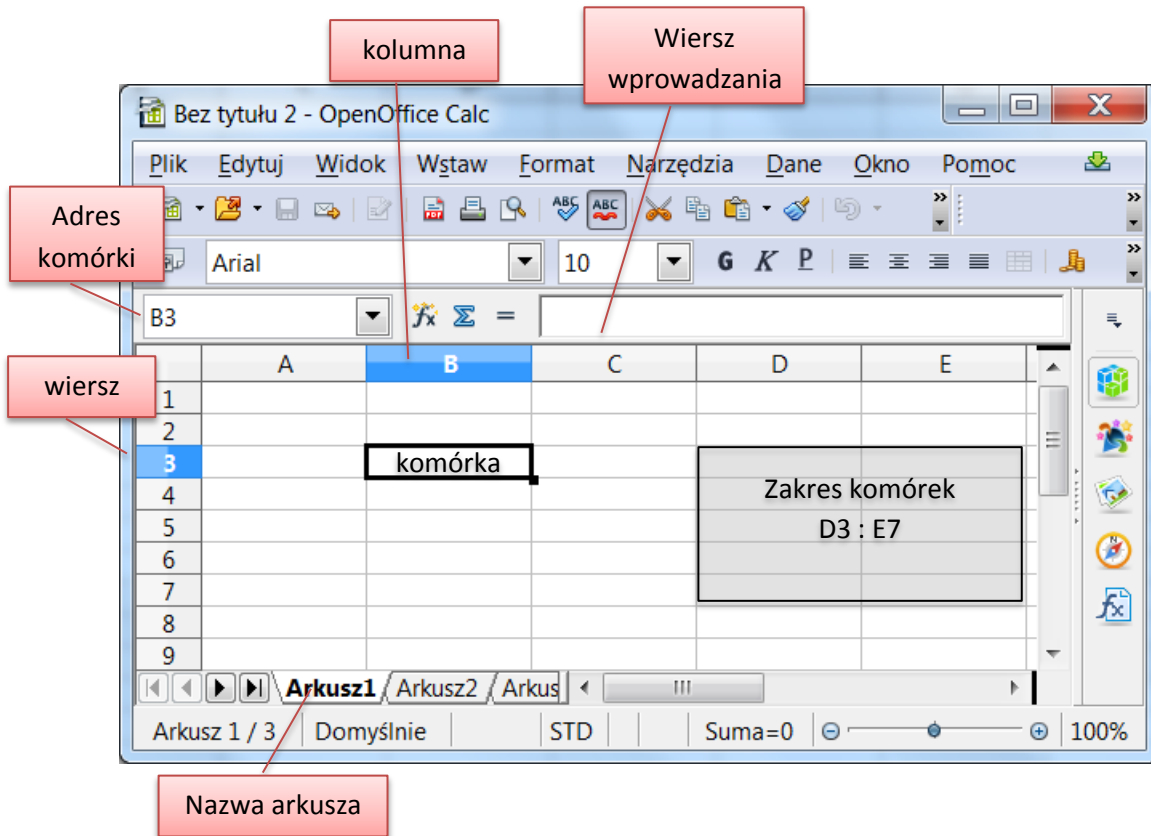 kolumna
Wiersz
wprowadzania
Bez tytułu 2 - OpenOffice Calc
Plik Edytuj Widok Wstaw Format Narzędzia Dane Okno Pomoc
Adres
komórki
ABC ABC
Arial 10 G K P
B3
A B C D E
wiersz
1
2
3 komórka
4 Zakres komórek
5 D3 : E7
6
7
8
9
Arkusz1 Arkusz2 Arkus
Arkusz 1 / 3 Domyślnie STD Suma=0 100%
Nazwa arkusza